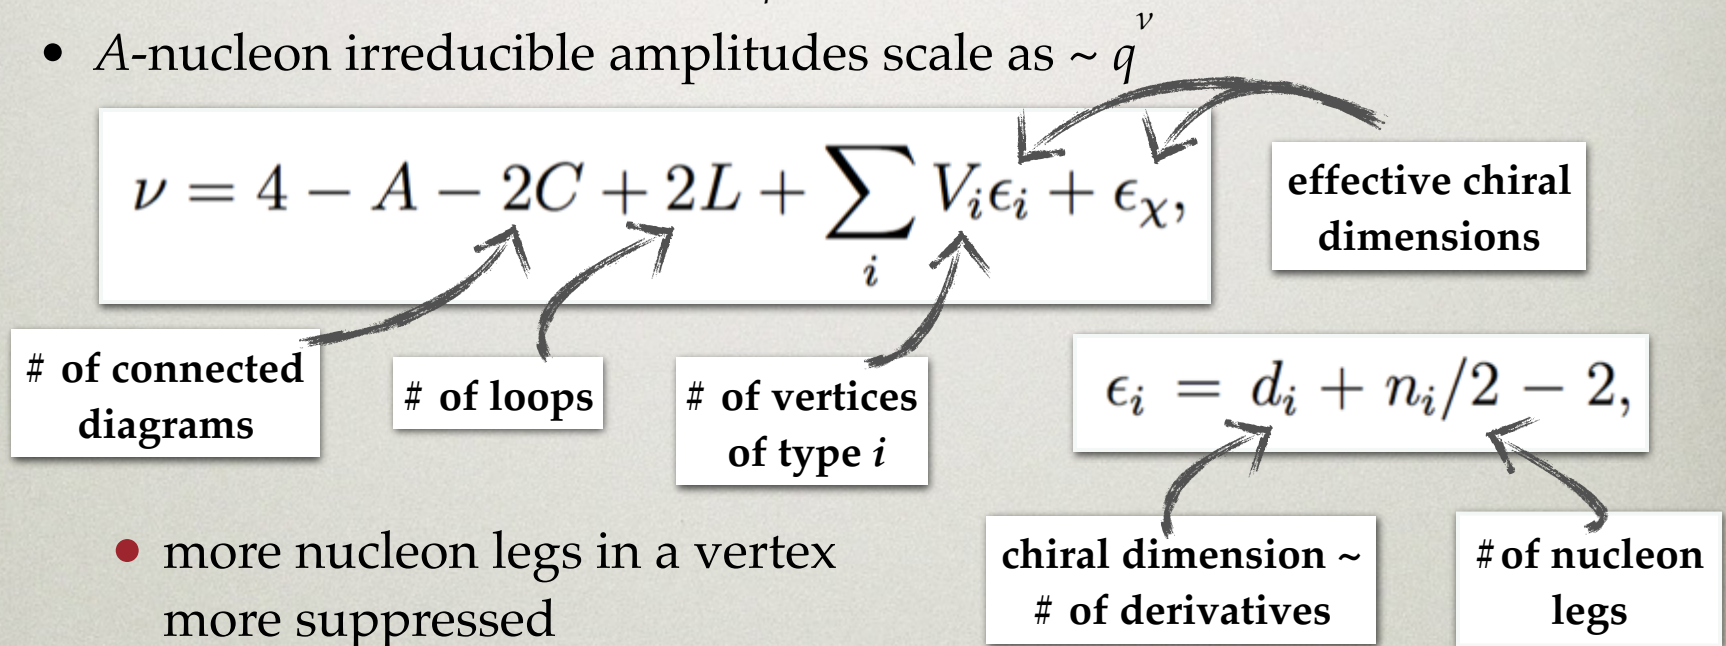 • A-nucleon irreducible amplitudes scale as ~ q^ν
ν = 4 − A − 2C + 2L + ∑_i V_i ϵ_i + ϵ_χ,
effective chiral
dimensions
# of connected
diagrams
# of loops
# of vertices
of type i
ϵ_i = d_i + n_i/2 − 2,
chiral dimension ~
# of derivatives
# of nucleon
legs
• more nucleon legs in a vertex
more suppressed